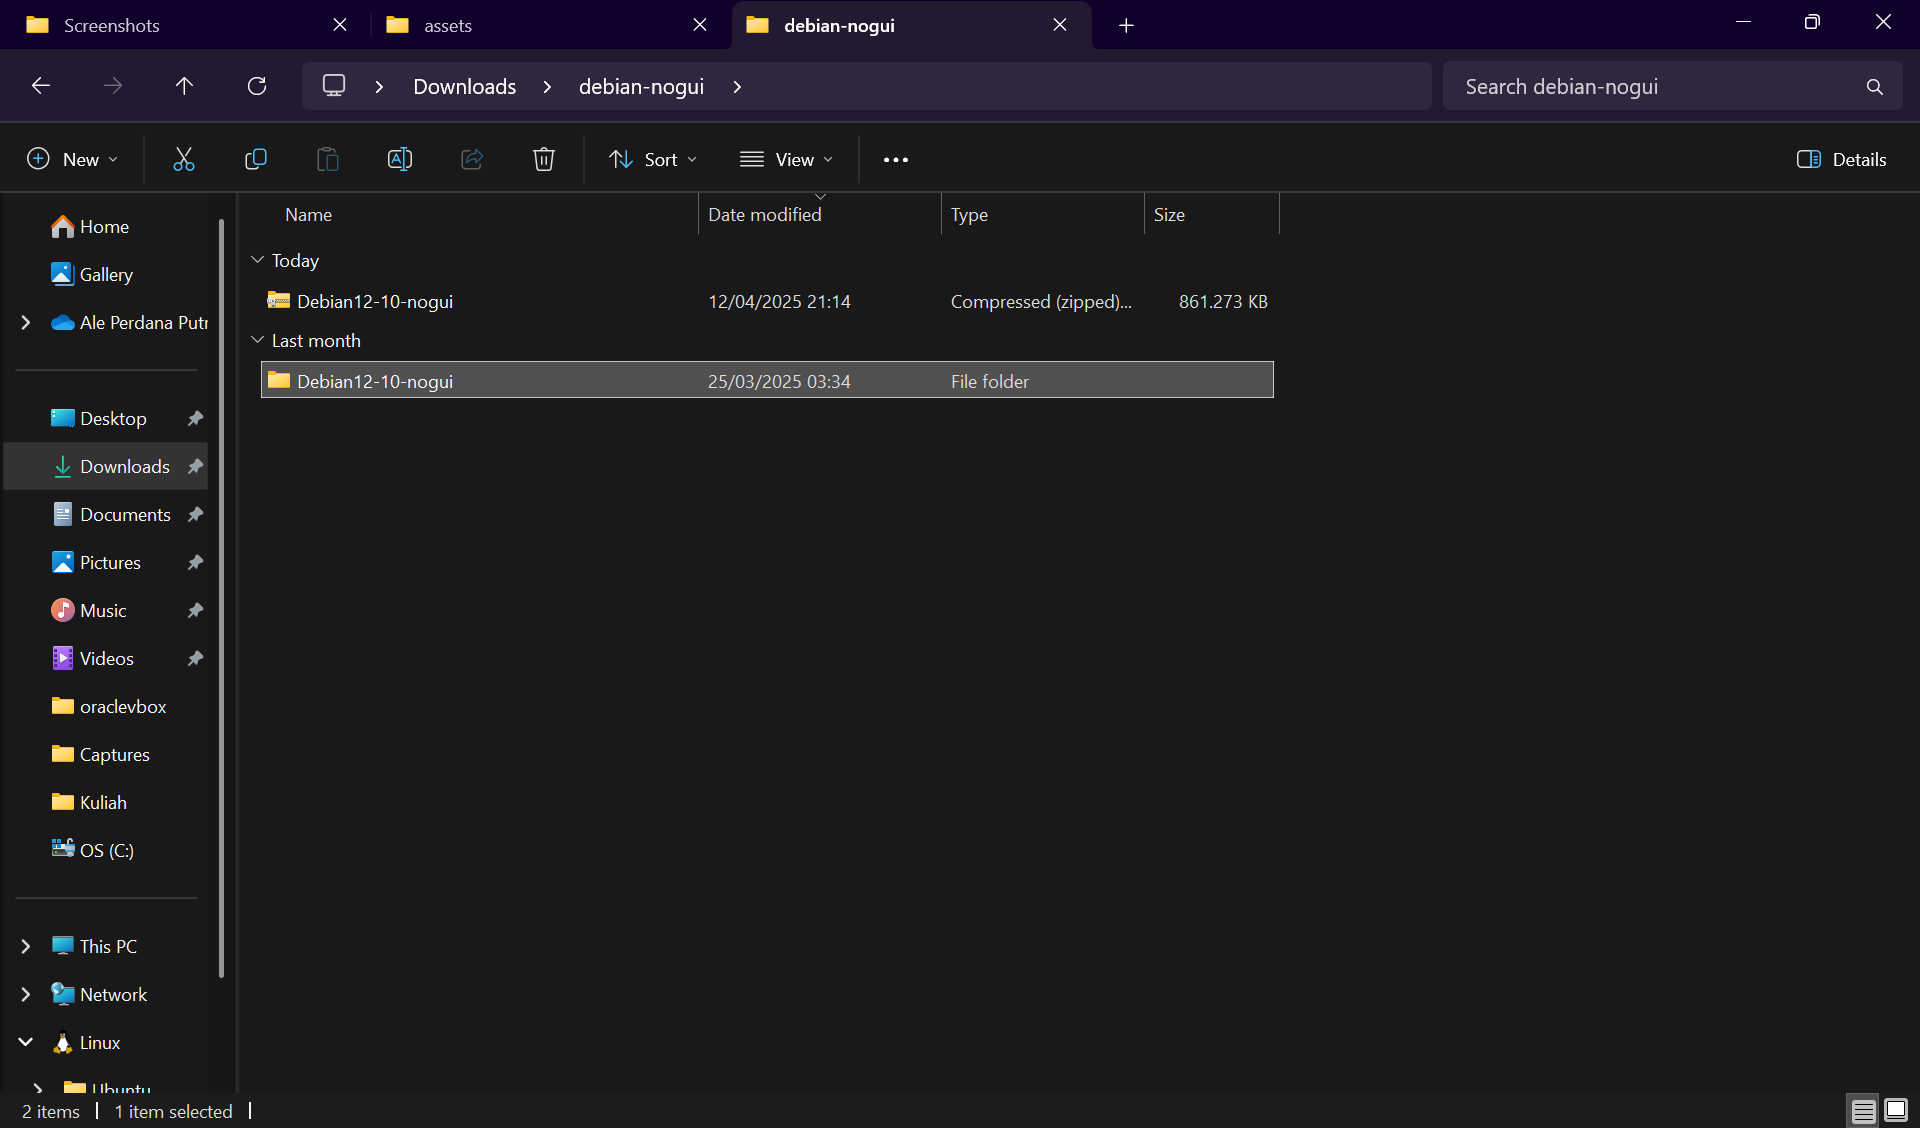 Screenshots
assets
debian-nogui
Downloads
debian-nogui
Search debian-nogui
New
Sort
View
Details
Name
Date modified
Type
Size
Today
Debian12-10-nogui
12/04/2025 21:14
Compressed (zipped)...
861.273 KB
Last month
Debian12-10-nogui
25/03/2025 03:34
File folder
Home
Gallery
Ale Perdana Putr
Desktop
Downloads
Documents
Pictures
Music
Videos
oraclevbox
Captures
Kuliah
OS (C:)
This PC
Network
Linux
Ubuntu
2 items
1 item selected